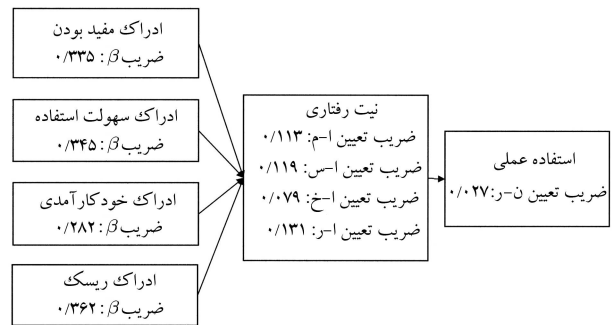 ادراک مفید بودن
ضریب β: ۰/۳۳۵
ادراک سهولت استفاده
ضریب β: ۰/۳۴۵
ادراک خودکارآمدی
ضریب β: ۰/۲۸۲
ادراک ریسک
ضریب β: ۰/۳۶۲
نیت رفتاری
ضریب تعیین ا-م: ۰/۱۱۳
ضریب تعیین ا-س: ۰/۱۱۹
ضریب تعیین ا-خ: ۰/۰۷۹
ضریب تعیین ا-ر: ۰/۱۳۱
استفاده عملی
ضریب تعیین ن-ر:۰/۰۲۷